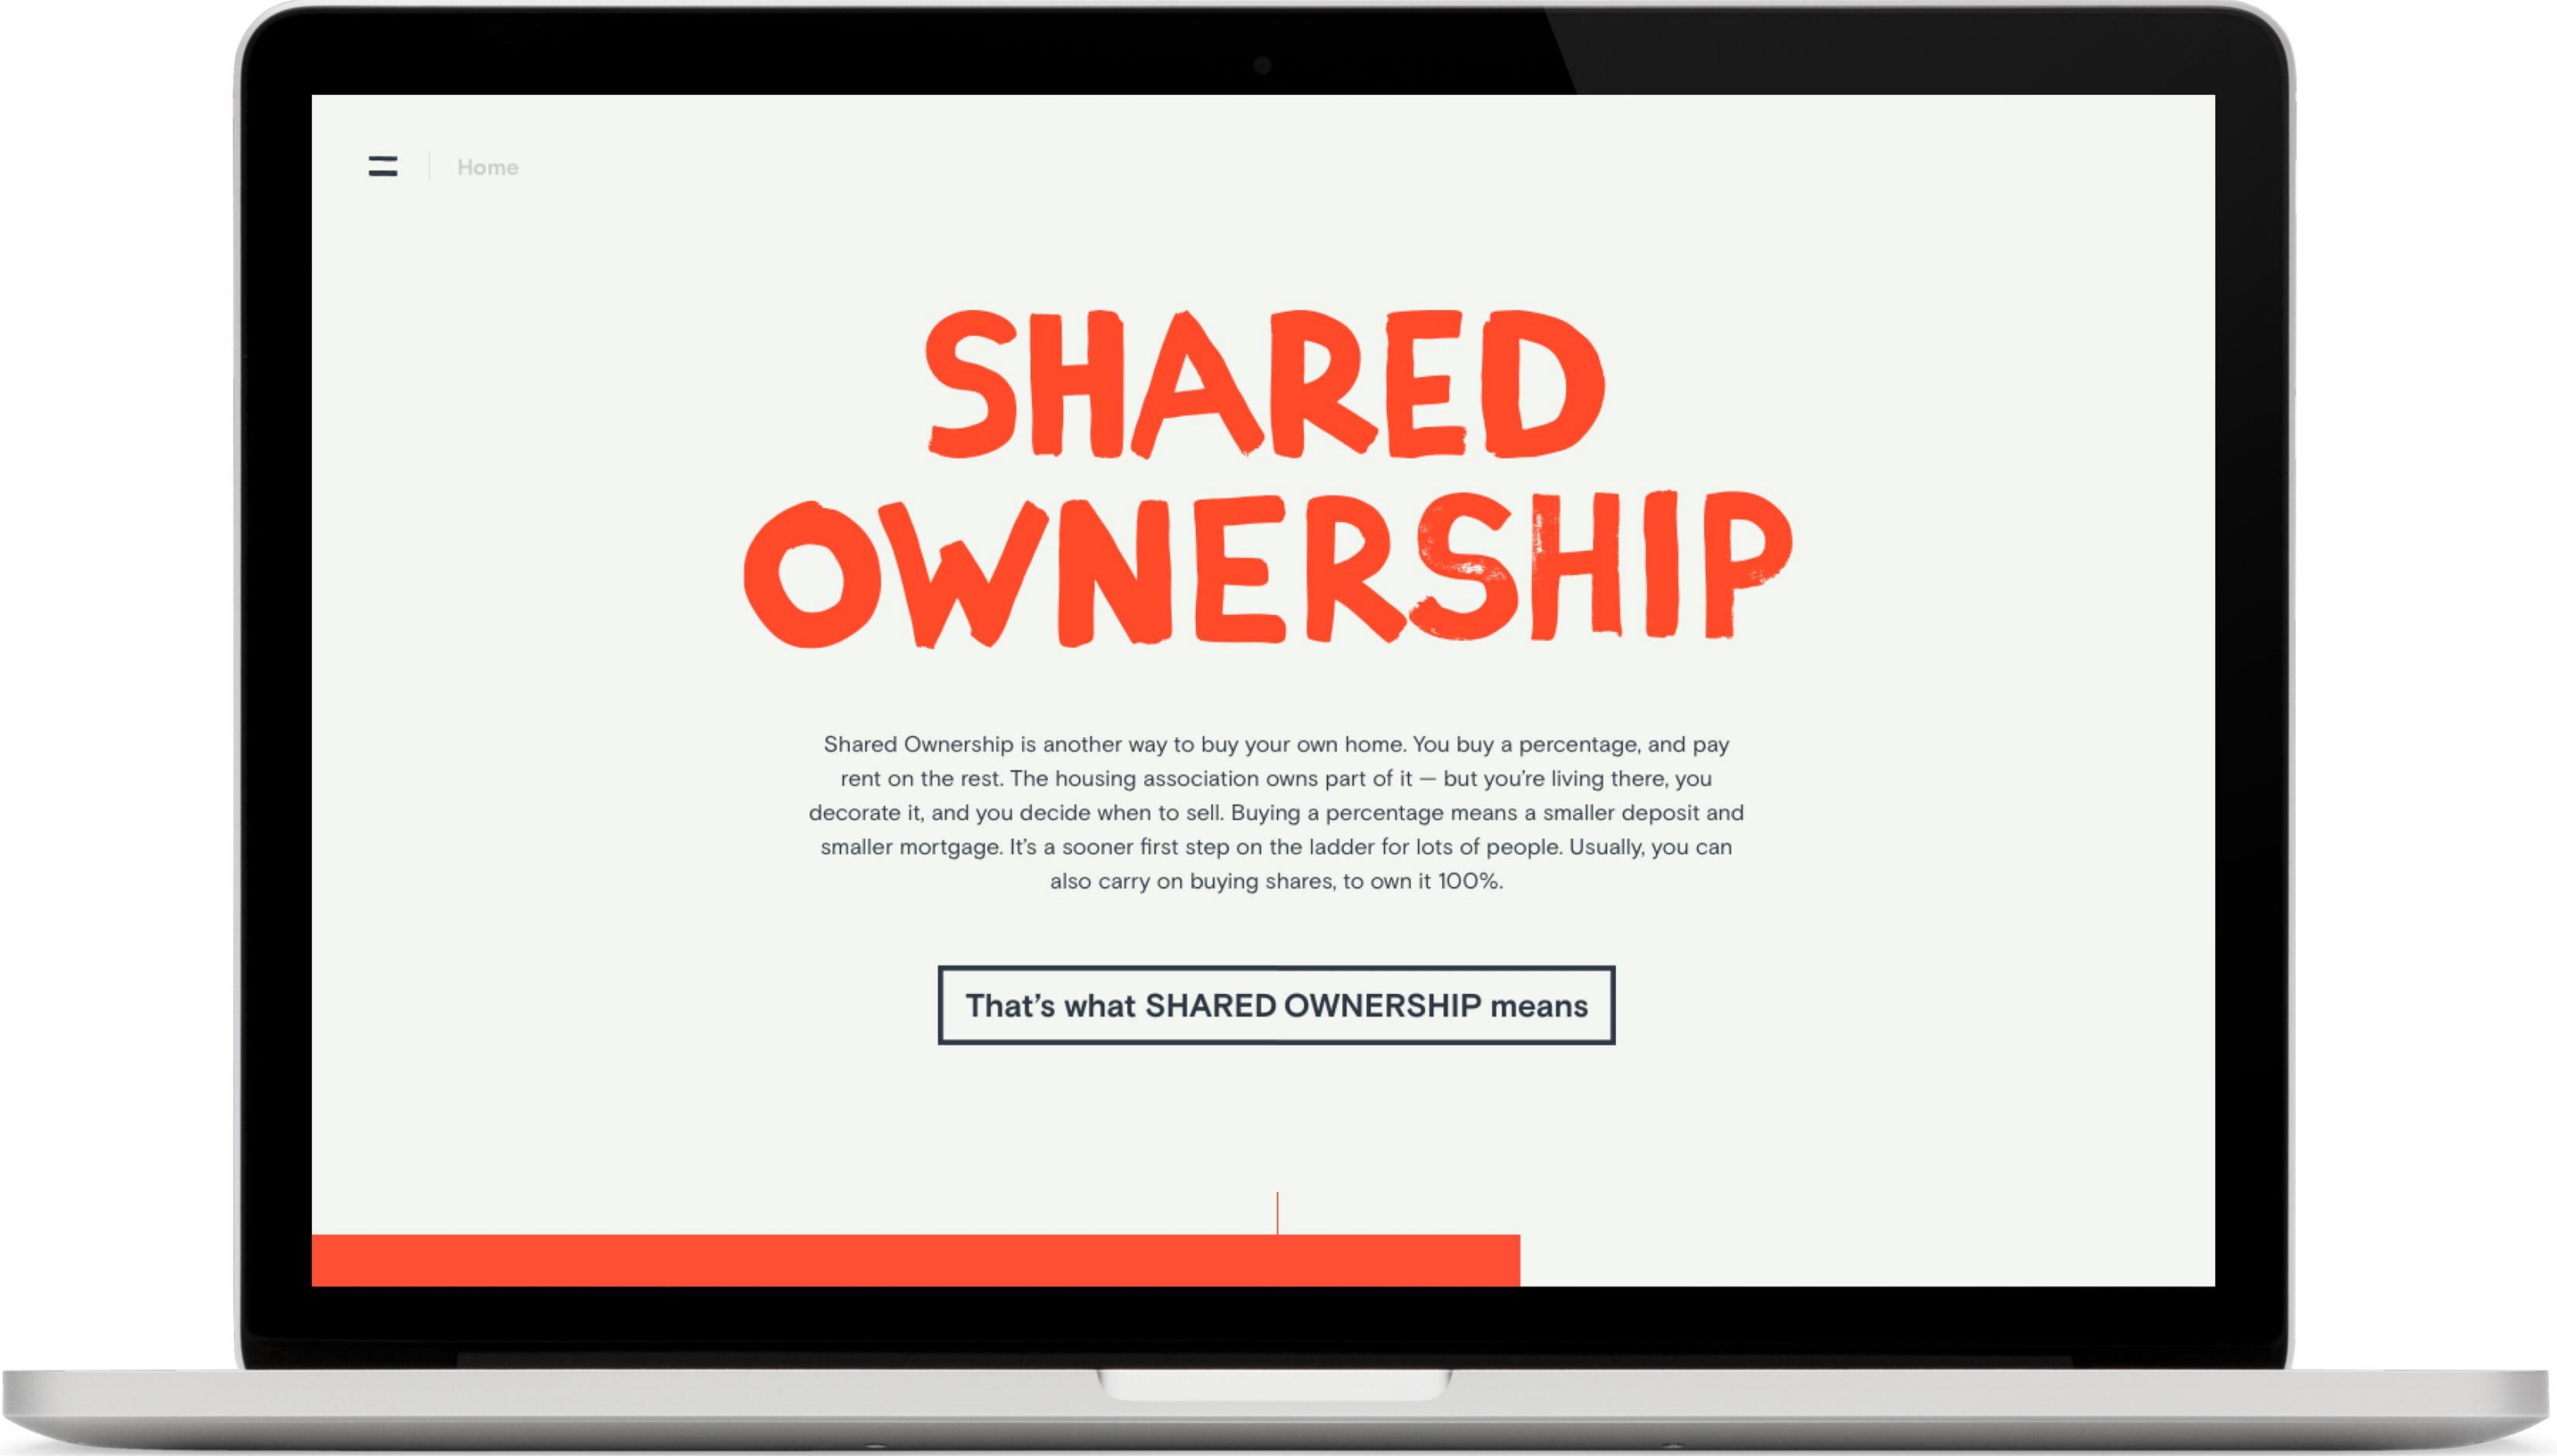 Home
SHARED
OWNERSHIP
Shared Ownership is another way to buy your own home. You buy a percentage, and pay
rent on the rest. The housing association owns part of it — but you’re living there, you
decorate it, and you decide when to sell. Buying a percentage means a smaller deposit and
smaller mortgage. It’s a sooner first step on the ladder for lots of people. Usually, you can
also carry on buying shares, to own it 100%.
That’s what SHARED OWNERSHIP means